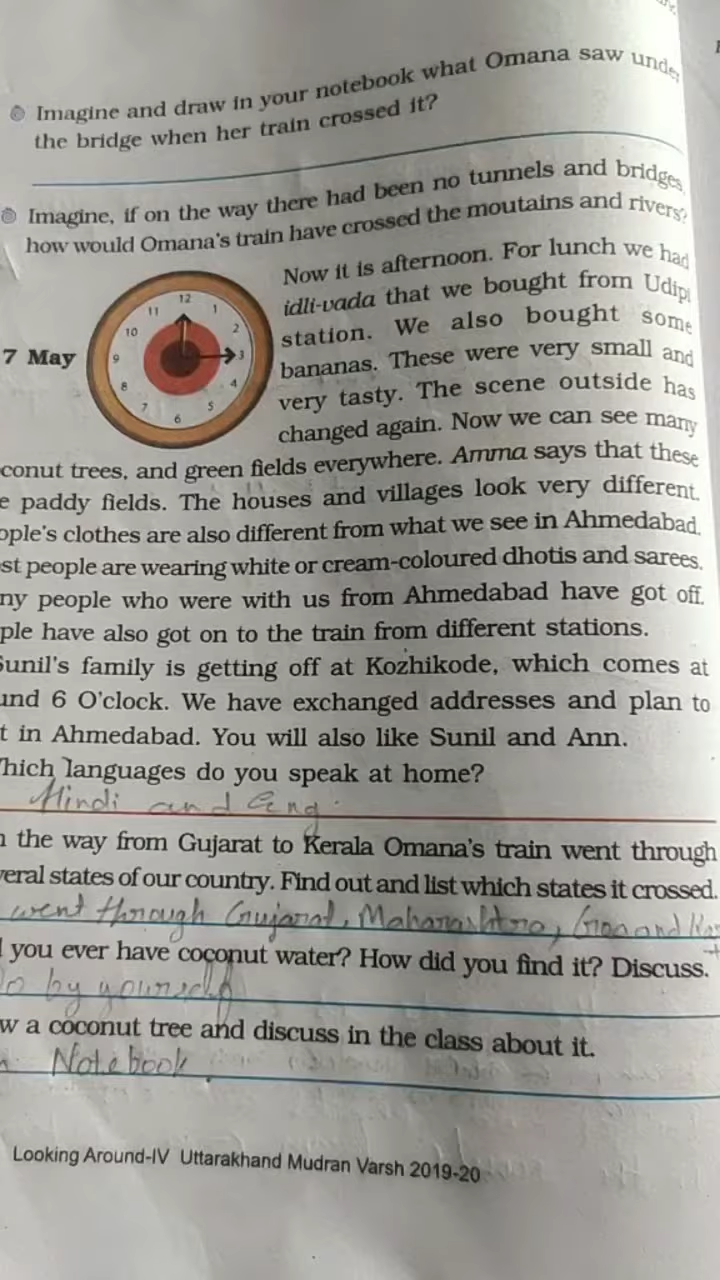 Imagine and draw in your notebook what Omana saw unde
the bridge when her train crossed it?
Imagine, if on the way there had been no tunnels and bridges,
how would Omana's train have crossed the moutains and rivers?
Now it is afternoon. For lunch we had
idli-vada that we bought from Udipi
station. We also bought some
bananas. These were very small and
very tasty. The scene outside has
changed again. Now we can see many
12
1
2
3
4
5
6
7
8
9
10
11
7 May
conut trees, and green fields everywhere. Amma says that these
e paddy fields. The houses and villages look very different.
ople's clothes are also different from what we see in Ahmedabad.
st people are wearing white or cream-coloured dhotis and sarees.
ny people who were with us from Ahmedabad have got off.
ple have also got on to the train from different stations.
Sunil's family is getting off at Kozhikode, which comes at
und 6 O'clock. We have exchanged addresses and plan to
t in Ahmedabad. You will also like Sunil and Ann.
hich languages do you speak at home?
Hindi and Eng.
n the way from Gujarat to Kerala Omana's train went through
veral states of our country. Find out and list which states it crossed.
went through Gujarat, Maharashtra, Goa and
you ever have coconut water? How did you find it? Discuss.
o by yourself
w a coconut tree and discuss in the class about it.
Notebook
Looking Around-IV Uttarakhand Mudran Varsh 2019-20